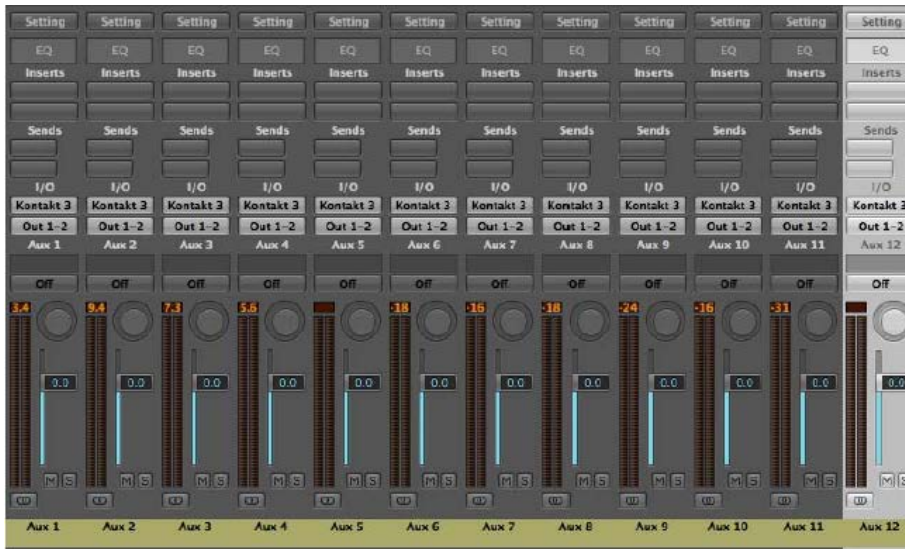 Setting Setting Setting Setting Setting Setting Setting Setting Setting Setting Setting Setting
EQ EQ EQ EQ EQ EQ EQ EQ EQ EQ EQ EQ
Inserts Inserts Inserts Inserts Inserts Inserts Inserts Inserts Inserts Inserts Inserts Inserts
Sends Sends Sends Sends Sends Sends Sends Sends Sends Sends Sends Sends
I/O I/O I/O I/O I/O I/O I/O I/O I/O I/O I/O I/O
Kontakt 3 Kontakt 3 Kontakt 3 Kontakt 3 Kontakt 3 Kontakt 3 Kontakt 3 Kontakt 3 Kontakt 3 Kontakt 3 Kontakt 3 Kontakt 3
Out 1-2 Out 1-2 Out 1-2 Out 1-2 Out 1-2 Out 1-2 Out 1-2 Out 1-2 Out 1-2 Out 1-2 Out 1-2 Out 1-2
Aux 1 Aux 2 Aux 3 Aux 4 Aux 5 Aux 6 Aux 7 Aux 8 Aux 9 Aux 10 Aux 11 Aux 12
Off Off Off Off Off Off Off Off Off Off Off Off
3.4 9.4 7.3 5.6 -18 -16 -18 -24 -16 -31
0.0 0.0 0.0 0.0 0.0 0.0 0.0 0.0 0.0 0.0 0.0 0.0
M S M S M S M S M S M S M S M S M S M S M S M S
Aux 1 Aux 2 Aux 3 Aux 4 Aux 5 Aux 6 Aux 7 Aux 8 Aux 9 Aux 10 Aux 11 Aux 12